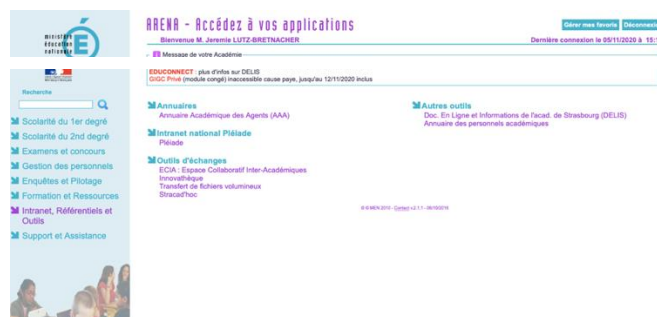 ministère
éducation
nationale
ARENA - Accédez à vos applications
Gérer mes favoris
Bienvenue M. Jeremie LUTZ-BRETNACHER
Dernière connexion le 05/11/2020 à
Message de votre Académie
EDUCONNECT : plus d'infos sur DELIS
GIGC Privé (module congé) inaccessible cause paye, jusqu'au 12/11/2020 inclus
Recherche
Scolarité du 1er degré
Scolarité du 2nd degré
Examens et concours
Gestion des personnels
Enquêtes et Pilotage
Formation et Ressources
Intranet, Référentiels et
Outils
Support et Assistance
Annuaires
Annuaire Académique des Agents (AAA)
Intranet national Pléiade
Pléiade
Outils d'échanges
ECIA : Espace Collaboratif Inter-Académiques
Innovathèque
Transfert de fichiers volumineux
Stracad'hoc
Autres outils
Doc. En Ligne et Informations de l'acad. de Strasbourg (DELIS)
Annuaire des personnels académiques